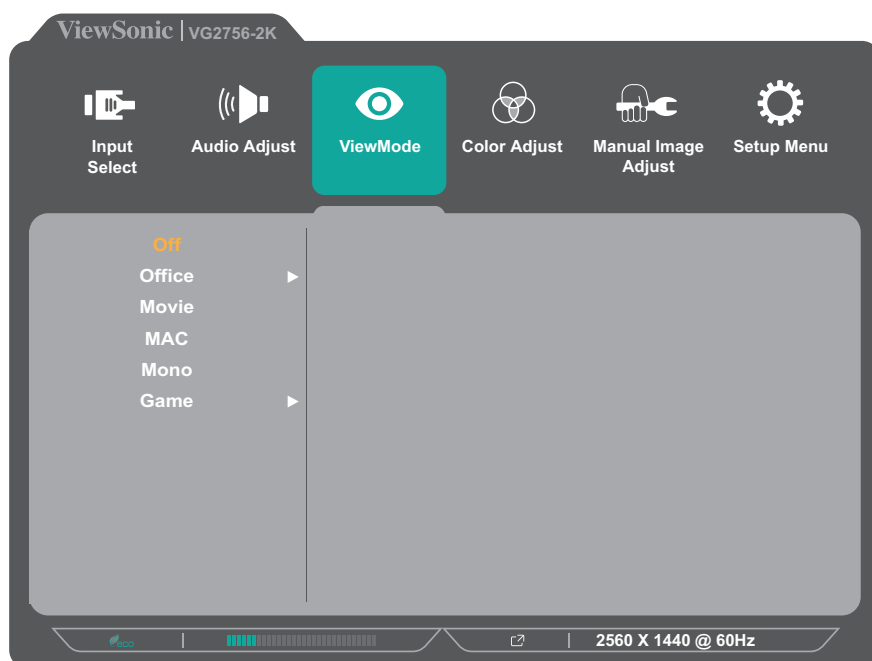 ViewSonic | VG2756-2K
Input
Select
Audio Adjust
ViewMode
Color Adjust
Manual Image
Adjust
Setup Menu
Off
Office
Movie
MAC
Mono
Game
eco
2560 X 1440 @ 60Hz